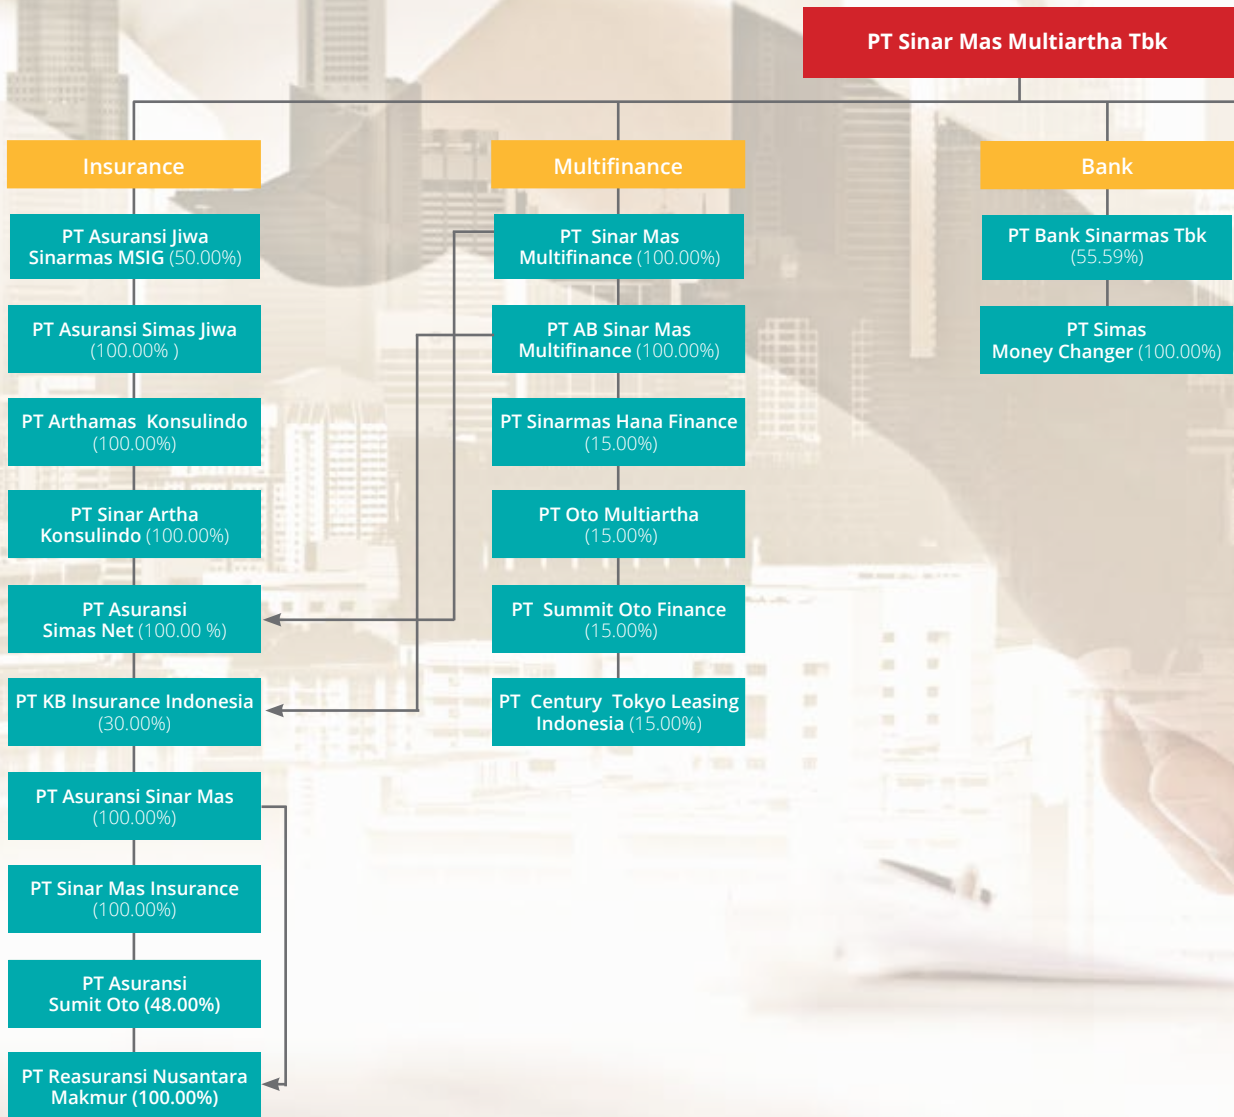 PT Sinar Mas Multiartha Tbk
Insurance
PT Asuransi Jiwa
Sinarmas MSIG (50.00%)
PT Asuransi Simas Jiwa
(100.00% )
PT Arthamas Konsulindo
(100.00%)
PT Sinar Artha
Konsulindo (100.00%)
PT Asuransi
Simas Net (100.00 %)
PT KB Insurance Indonesia
(30.00%)
PT Asuransi Sinar Mas
(100.00%)
PT Sinar Mas Insurance
(100.00%)
PT Asuransi
Sumit Oto (48.00%)
PT Reasuransi Nusantara
Makmur (100.00%)
Multifinance
PT Sinar Mas
Multifinance (100.00%)
PT AB Sinar Mas
Multifinance (100.00%)
PT Sinarmas Hana Finance
(15.00%)
PT Oto Multiartha
(15.00%)
PT Summit Oto Finance
(15.00%)
PT Century Tokyo Leasing
Indonesia (15.00%)
Bank
PT Bank Sinarmas Tbk
(55.59%)
PT Simas
Money Changer (100.00%)